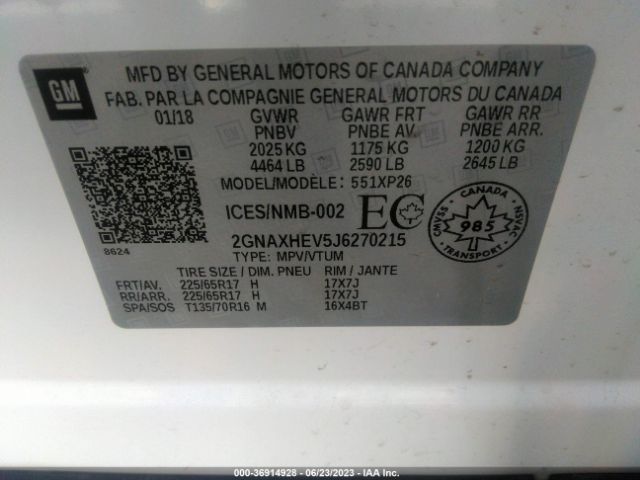 GM
MFD BY GENERAL MOTORS OF CANADA COMPANY
FAB. PAR LA COMPAGNIE GENERAL MOTORS DU CANADA
01/18 GVWR GAWR FRT GAWR RR
PNBV PNBE AV. PNBE ARR.
2025 KG 1175 KG 1200 KG
4464 LB 2590 LB 2645 LB
MODEL/MODÈLE: 551XP26
ICES/NMB-002 EC
CANADA
CMVSS 985 NSVAC
TRANSPORT
8624
2GNAXHEV5J6270215
TYPE: MPV/VTUM
TIRE SIZE / DIM. PNEU RIM / JANTE
FRT/AV. 225/65R17 H 17X7J
RR/ARR. 225/65R17 H 17X7J
SPA/SOS T135/70R16 M 16X4BT
000-36914928 - 06/23/2023 - IAA Inc.